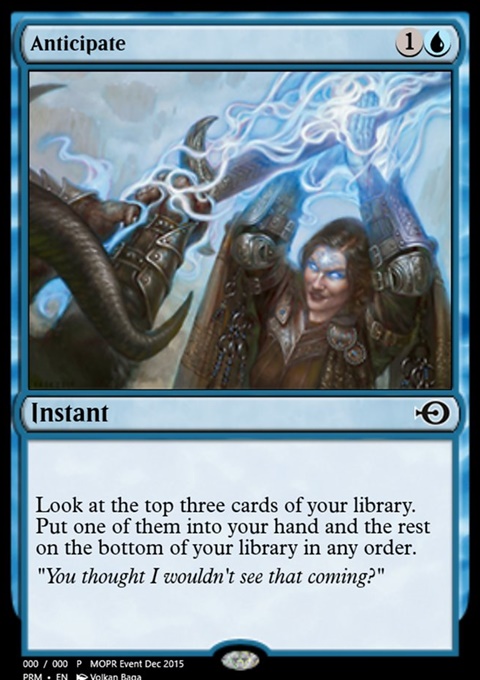 Anticipate
1
Instant
Look at the top three cards of your library.
Put one of them into your hand and the rest
on the bottom of your library in any order.
"You thought I wouldn't see that coming?"
000 / 000 P MOPR Event Dec 2015
PRM • EN Volkan Baga